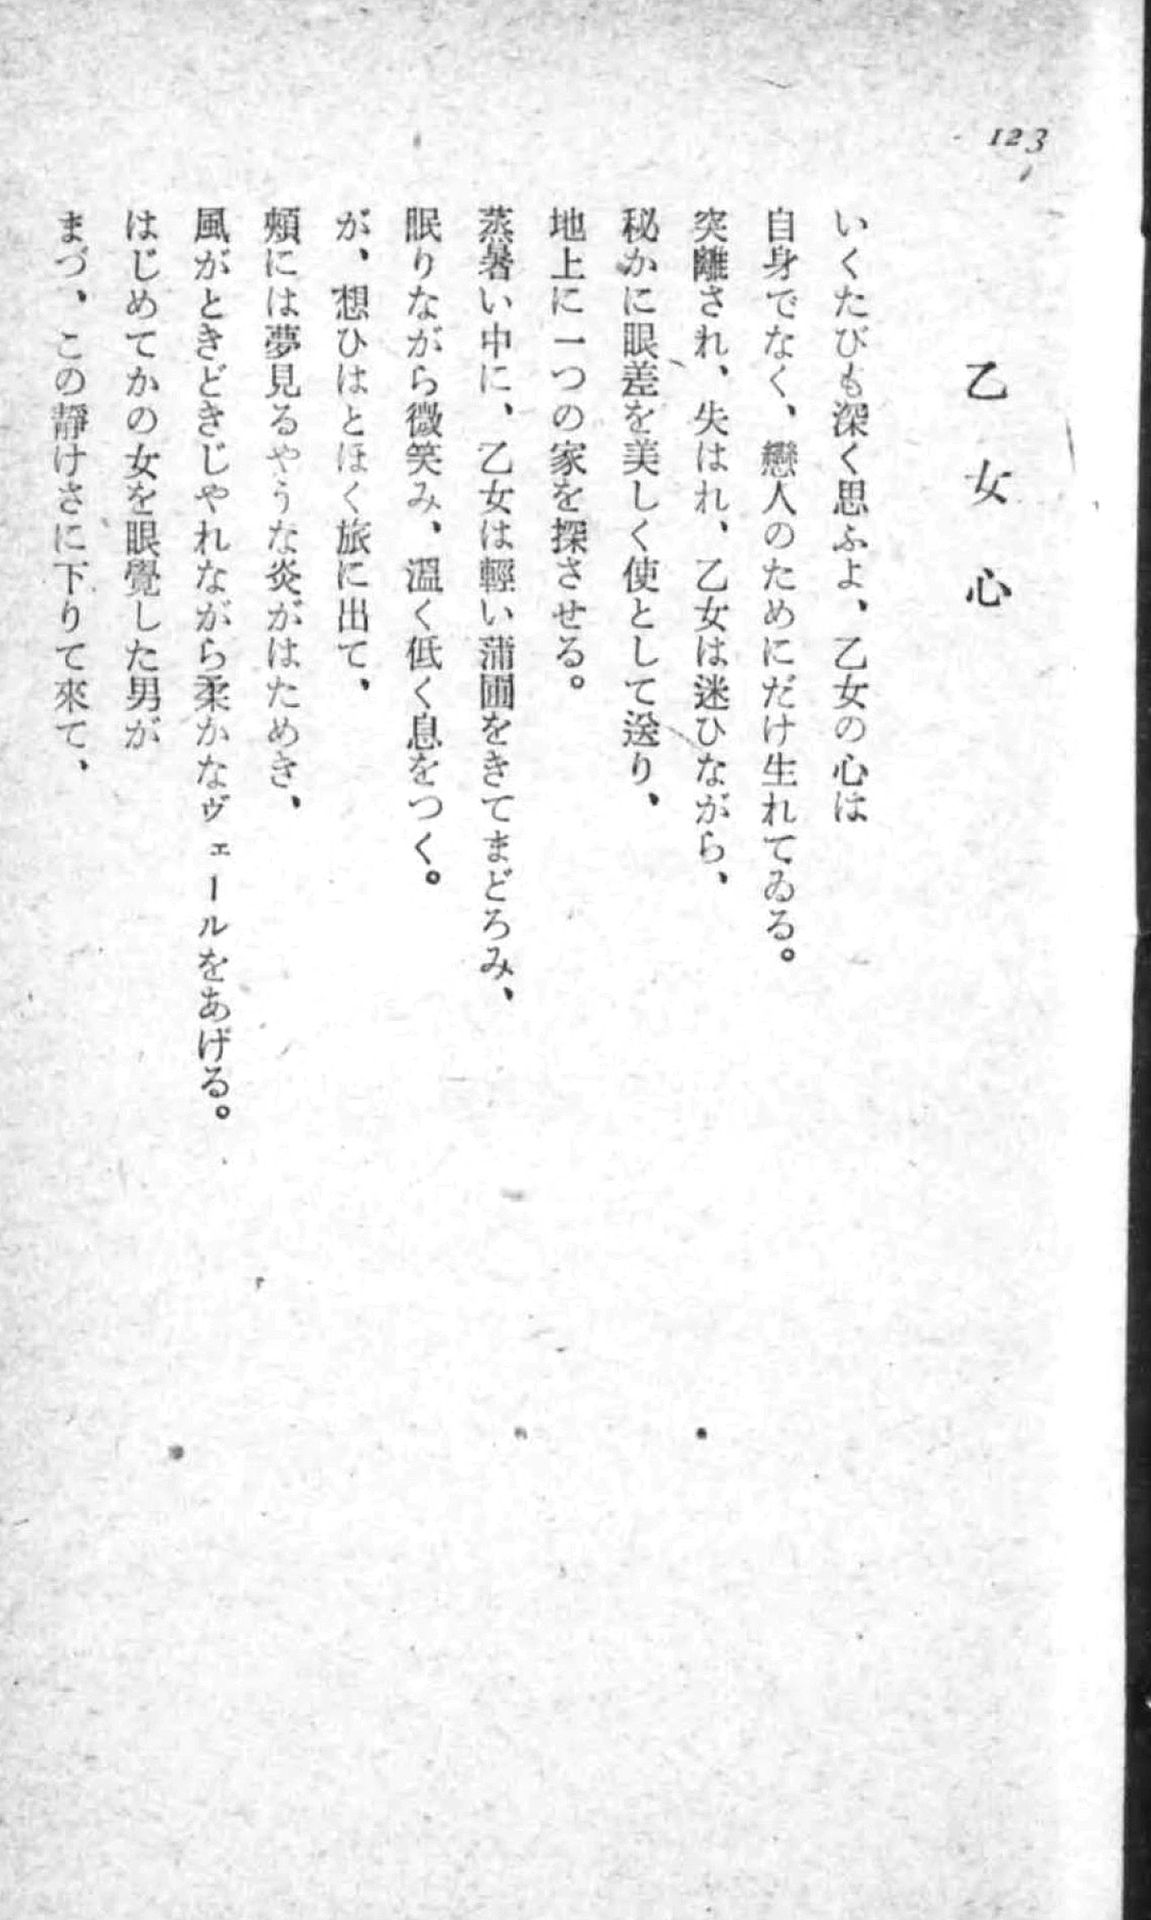 123
乙女心
いくたびも深く思ふよ、乙女の心は
自身でなく、戀人のためにだけ生れてゐる。
突離され、失はれ、乙女は迷ひながら、
秘かに眼差を美しく使として送り、
地上に一つの家を探させる。
蒸暑い中に、乙女は輕い蒲團をきてまどろみ、
眠りながら微笑み、溫く低く息をつく。
が、想ひはとほく旅に出て、
頰には夢見るやうな炎がはためき、
風がときどきじやれながら柔かなヴェールをあげる。
はじめてかの女を眼覺した男が
まづ、この靜けさに下りて來て、